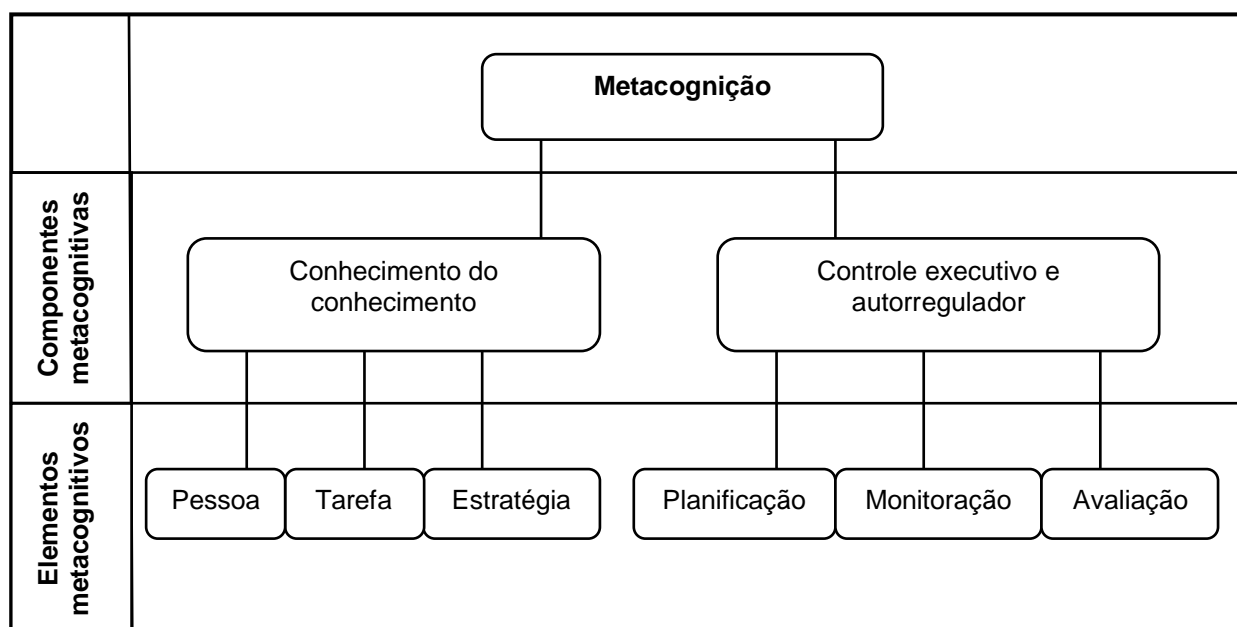 Metacognição
Componentes
metacognitivas
Conhecimento do
conhecimento
Controle executivo e
autorregulador
Elementos
metacognitivos
Pessoa
Tarefa
Estratégia
Planificação
Monitoração
Avaliação